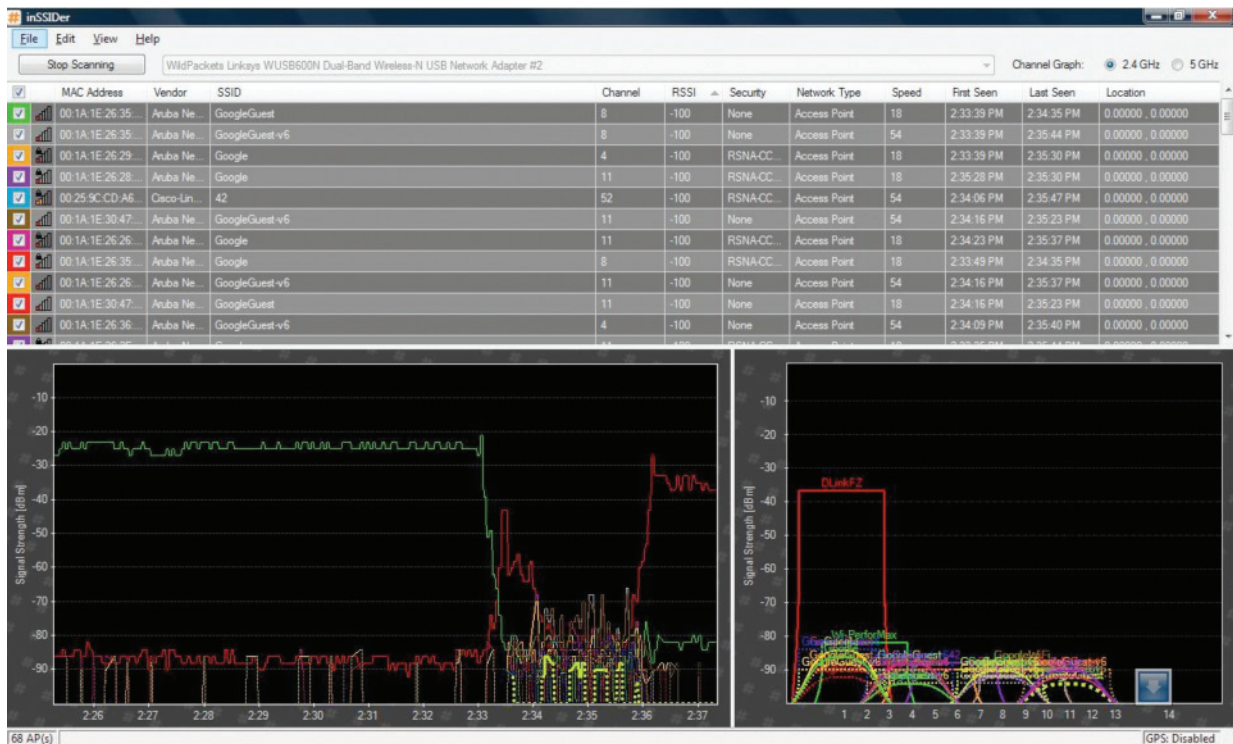 inSSIDer
File Edit View Help
Stop Scanning WildPackets Linksys WUSB600N Dual-Band Wireless-N USB Network Adapter #2 Channel Graph: 2.4 GHz 5 GHz
MAC Address Vendor SSID Channel RSSI Security Network Type Speed First Seen Last Seen Location
00:1A:1E:26:35:... Aruba Ne... GoogleGuest 8 -100 None Access Point 18 2:33:39 PM 2:34:35 PM 0.00000 , 0.00000
00:1A:1E:26:35:... Aruba Ne... GoogleGuest-v6 8 -100 None Access Point 54 2:33:39 PM 2:35:44 PM 0.00000 , 0.00000
00:1A:1E:26:29:... Aruba Ne... Google 4 -100 RSNA-CC... Access Point 18 2:33:39 PM 2:35:30 PM 0.00000 , 0.00000
00:1A:1E:26:28:... Aruba Ne... Google 11 -100 RSNA-CC... Access Point 18 2:35:28 PM 2:35:30 PM 0.00000 , 0.00000
00:25:9C:CD:A6... Cisco-Lin... 42 52 -100 RSNA-CC... Access Point 54 2:34:06 PM 2:35:47 PM 0.00000 , 0.00000
00:1A:1E:30:47:... Aruba Ne... GoogleGuest-v6 11 -100 None Access Point 54 2:34:16 PM 2:35:23 PM 0.00000 , 0.00000
00:1A:1E:26:26:... Aruba Ne... Google 11 -100 RSNA-CC... Access Point 18 2:34:23 PM 2:35:37 PM 0.00000 , 0.00000
00:1A:1E:26:35:... Aruba Ne... Google 8 -100 RSNA-CC... Access Point 18 2:33:49 PM 2:34:35 PM 0.00000 , 0.00000
00:1A:1E:26:26:... Aruba Ne... GoogleGuest-v6 11 -100 None Access Point 54 2:34:16 PM 2:35:37 PM 0.00000 , 0.00000
00:1A:1E:30:47:... Aruba Ne... GoogleGuest 11 -100 None Access Point 18 2:34:16 PM 2:35:23 PM 0.00000 , 0.00000
00:1A:1E:26:36:... Aruba Ne... GoogleGuest-v6 4 -100 None Access Point 54 2:34:09 PM 2:35:40 PM 0.00000 , 0.00000
Signal Strength [dBm]
-10
-20
-30
-40
-50
-60
-70
-80
-90
2:26 2:27 2:28 2:29 2:30 2:31 2:32 2:33 2:34 2:35 2:36 2:37
Signal Strength [dBm]
-10
-20
-30
-40
-50
-60
-70
-80
-90
DLinkFZ
Wi-PerforMax
1 2 3 4 5 6 7 8 9 10 11 12 13 14
68 AP(s) GPS: Disabled